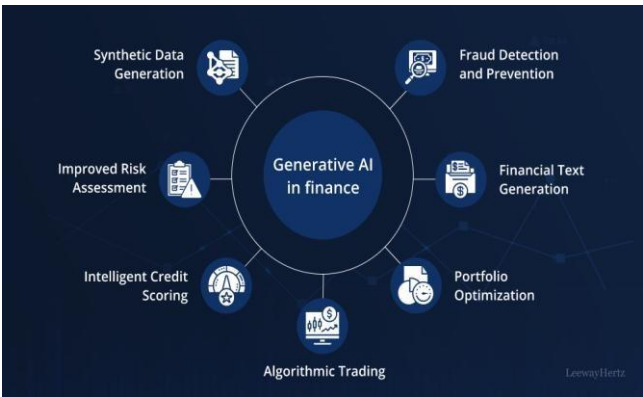 Synthetic Data
Generation
Fraud Detection
and Prevention
Improved Risk
Assessment
Generative AI
in finance
Financial Text
Generation
Intelligent Credit
Scoring
Portfolio
Optimization
Algorithmic Trading
LeewayHertz